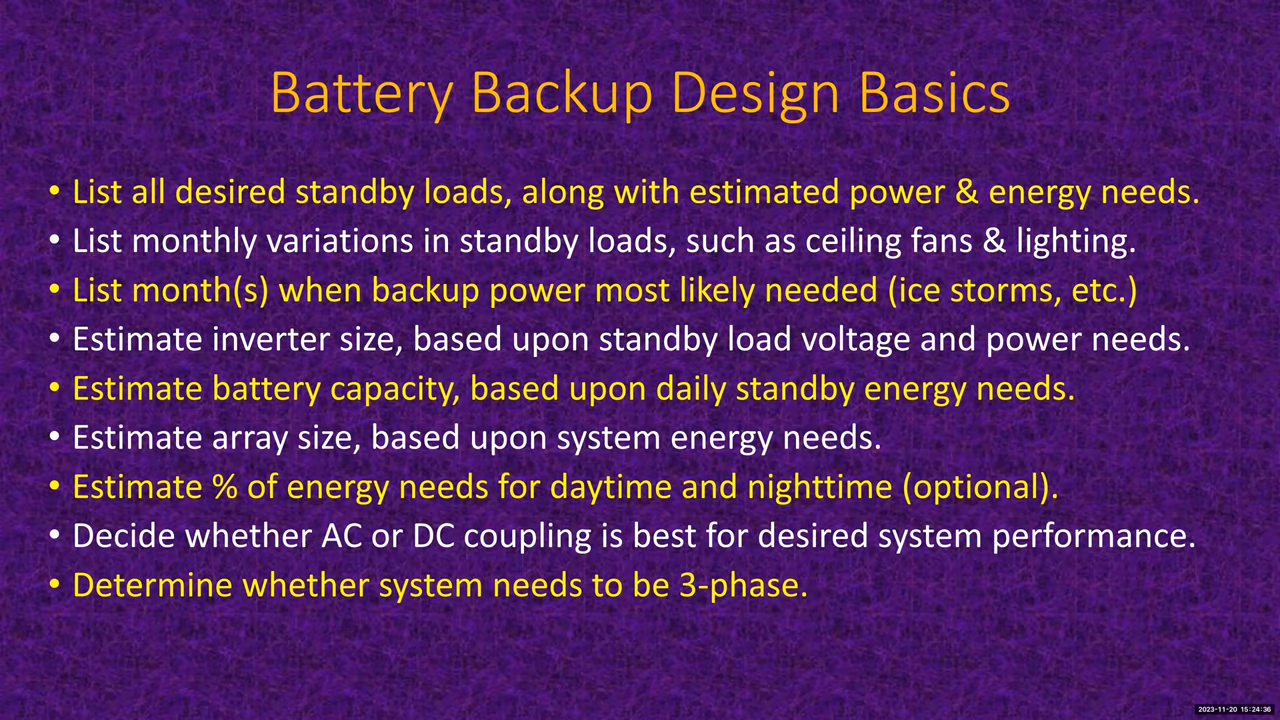 Battery Backup Design Basics
• List all desired standby loads, along with estimated power & energy needs.
• List monthly variations in standby loads, such as ceiling fans & lighting.
• List month(s) when backup power most likely needed (ice storms, etc.)
• Estimate inverter size, based upon standby load voltage and power needs.
• Estimate battery capacity, based upon daily standby energy needs.
• Estimate array size, based upon system energy needs.
• Estimate % of energy needs for daytime and nighttime (optional).
• Decide whether AC or DC coupling is best for desired system performance.
• Determine whether system needs to be 3-phase.
2023-11-20 15:24:36